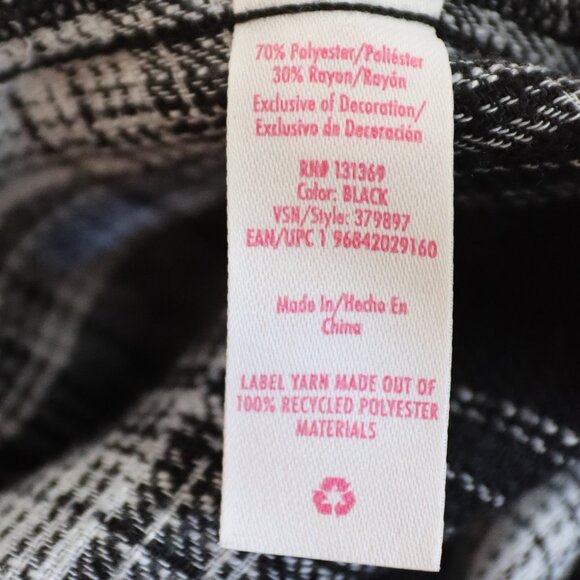 70% Polyester/Poliéster
30% Rayon/Rayón
Exclusive of Decoration/
Exclusivo de Decoración
RN# 131369
Color: BLACK
VSN/Style: 379897
EAN/UPC 1 96842029160
Made In/Hecho En
China
LABEL YARN MADE OUT OF
100% RECYCLED POLYESTER
MATERIALS